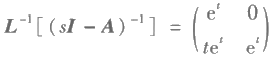 L⁻¹[(sI − A)⁻¹] = ( eᵗ 0
teᵗ eᵗ )